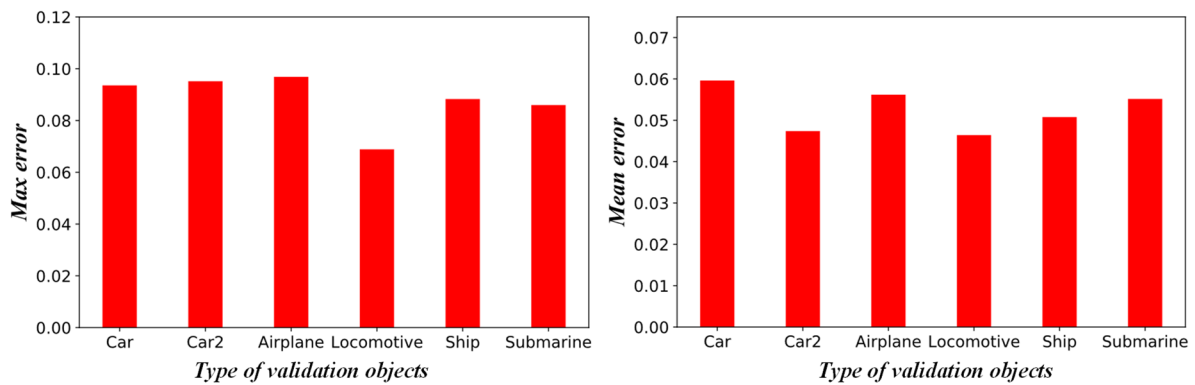 0.12
0.10
0.08
0.06
0.04
0.02
0.00
Max error
Car Car2 Airplane Locomotive Ship Submarine
Type of validation objects
0.07
0.06
0.05
0.04
0.03
0.02
0.01
0.00
Mean error
Car Car2 Airplane Locomotive Ship Submarine
Type of validation objects